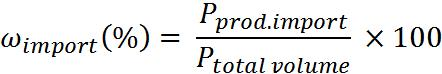 ω_import(%) = P_prod.import / P_total volume × 100